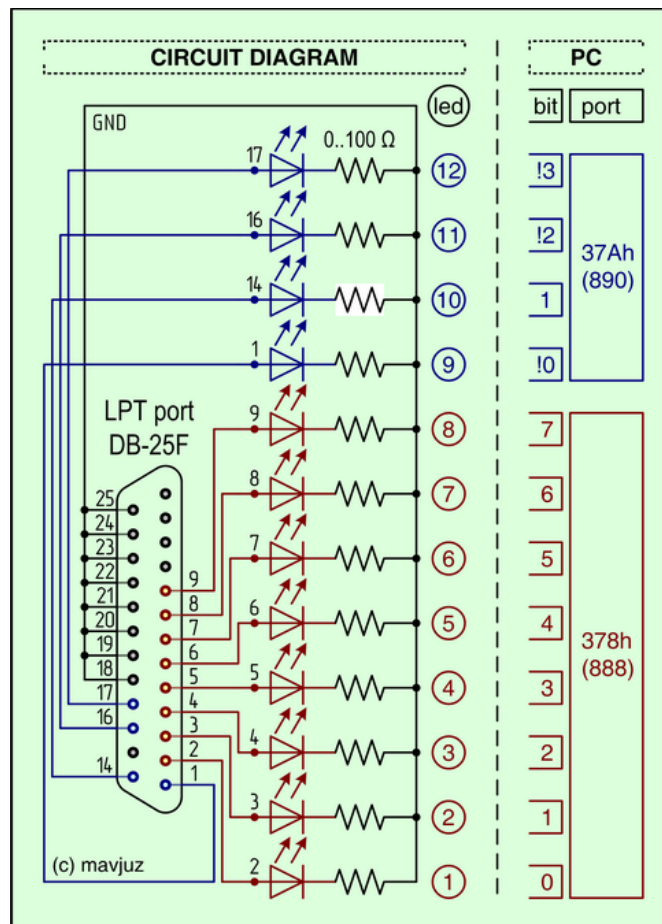 CIRCUIT DIAGRAM PC
GND led bit port
17 0..100 Ω 12 !3
16 11 !2
37Ah
(890)
14 10 1
1 9 !0
LPT port
DB-25F
9 8 7
8 7 6
7 6 5
6 5 4
378h
(888)
5 4 3
4 3 2
3 2 1
2 1 0
25
24
23
22
21
20
19
18
17
16
14
9
8
7
6
5
4
3
2
1
(c) mavjuz